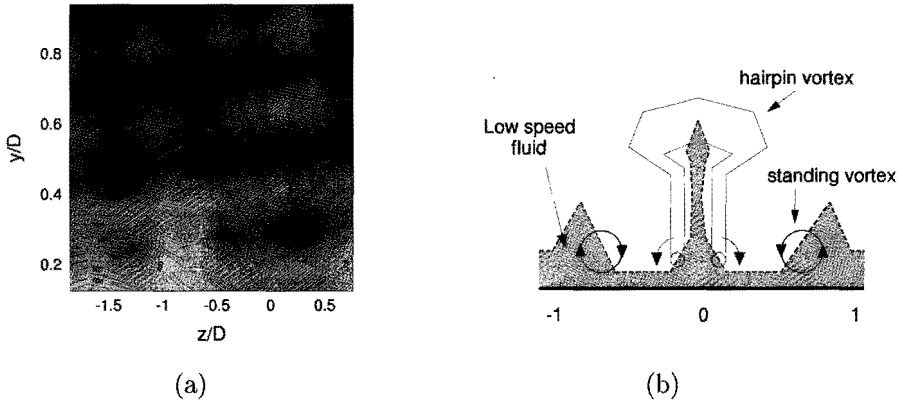 0.8
0.6
0.4
0.2
y/D
-1.5
-1
-0.5
0
0.5
z/D
(a)
hairpin vortex
Low speed
fluid
standing vortex
-1
0
1
(b)